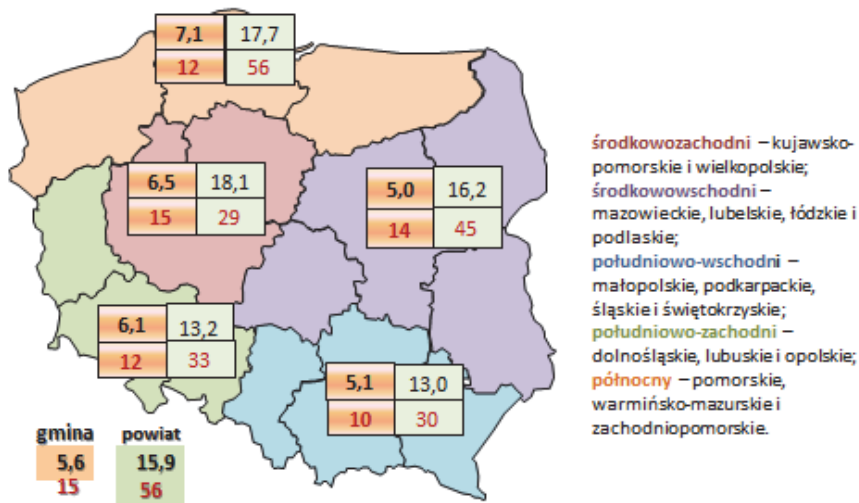 7,1 17,7
12 56
6,5 18,1
15 29
5,0 16,2
14 45
6,1 13,2
12 33
5,1 13,0
10 30
gmina powiat
5,6 15,9
15 56
środkowozachodni – kujawsko-
pomorskie i wielkopolskie;
środkowowschodni –
mazowieckie, lubelskie, łódzkie i
podlaskie;
południowo-wschodni –
małopolskie, podkarpackie,
śląskie i świętokrzyskie;
południowo-zachodni –
dolnośląskie, lubuskie i opolskie;
północny – pomorskie,
warmińsko-mazurskie i
zachodniopomorskie.